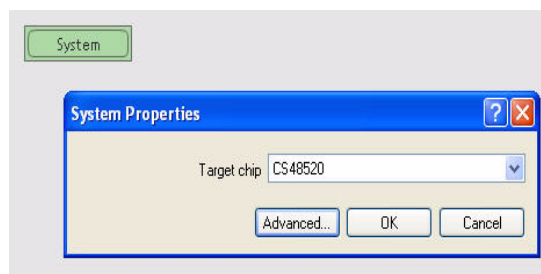 System
System Properties
Target chip CS48520
Advanced... OK Cancel